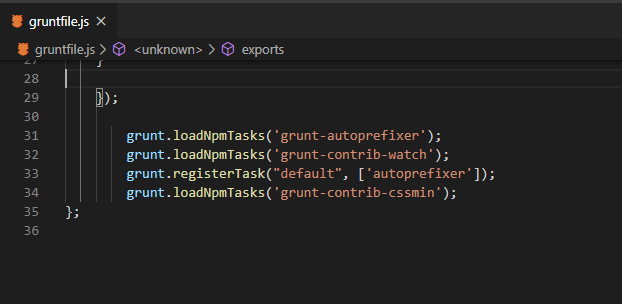 gruntfile.js
gruntfile.js > <unknown> > exports
27 }
28
29 });
30
31 grunt.loadNpmTasks('grunt-autoprefixer');
32 grunt.loadNpmTasks('grunt-contrib-watch');
33 grunt.registerTask("default", ['autoprefixer']);
34 grunt.loadNpmTasks('grunt-contrib-cssmin');
35 };
36